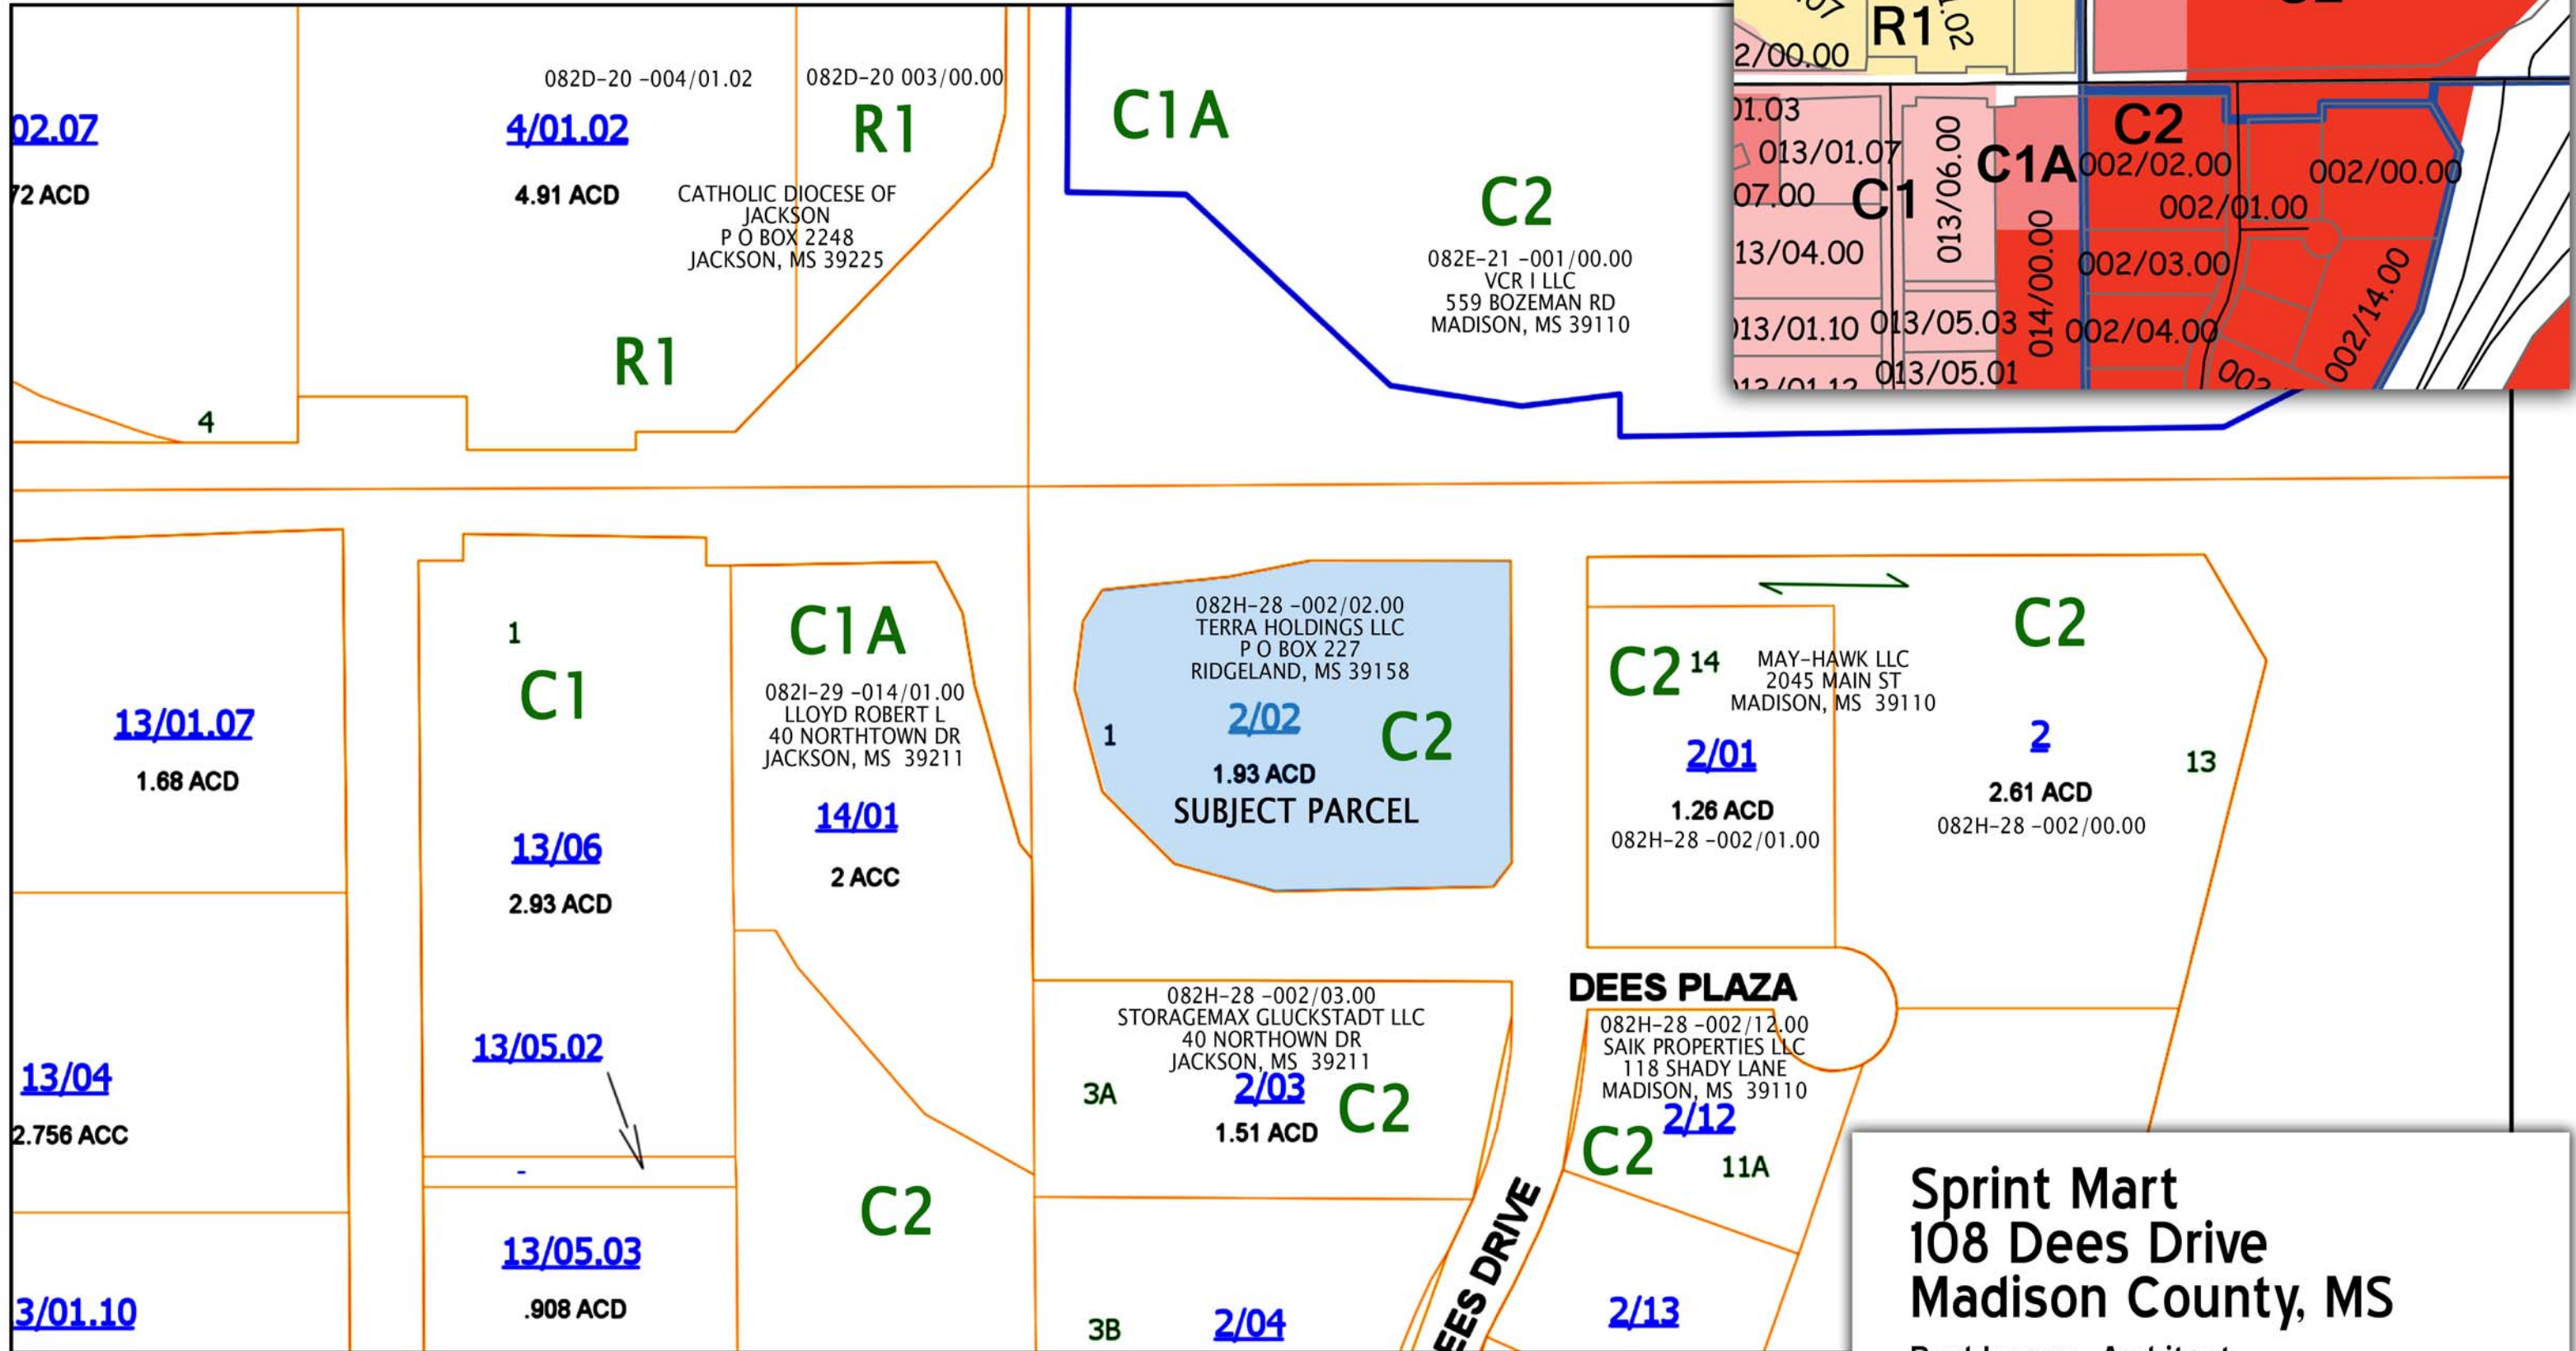 02.07
72 ACD
082D-20 -004/01.02
4/01.02
4.91 ACD
082D-20 003/00.00
R1
CATHOLIC DIOCESE OF
JACKSON
P O BOX 2248
JACKSON, MS 39225
R1
4
C1A
C2
082E-21 -001/00.00
VCR I LLC
559 BOZEMAN RD
MADISON, MS 39110
R1
2/00.00
01.03
013/01.07
07.00
C1
013/06.00
C1A
014/00.00
C2
002/02.00
002/00.00
002/01.00
13/04.00
002/03.00
013/01.10
013/05.03
002/04.00
002/14.00
013/05.01
13/01.07
1.68 ACD
1
C1
13/06
2.93 ACD
C1A
082I-29 -014/01.00
LLOYD ROBERT L
40 NORTHTOWN DR
JACKSON, MS 39211
14/01
2 ACC
082H-28 -002/02.00
TERRA HOLDINGS LLC
P O BOX 227
RIDGELAND, MS 39158
1
2/02
C2
1.93 ACD
SUBJECT PARCEL
C2
14
MAY-HAWK LLC
2045 MAIN ST
MADISON, MS 39110
2/01
1.26 ACD
082H-28 -002/01.00
C2
2
2.61 ACD
082H-28 -002/00.00
13
DEES PLAZA
13/04
2.756 ACC
13/05.02
-
13/05.03
.908 ACD
3/01.10
C2
082H-28 -002/03.00
STORAGEMAX GLUCKSTADT LLC
40 NORTHOWN DR
JACKSON, MS 39211
3A
2/03
C2
1.51 ACD
082H-28 -002/12.00
SAIK PROPERTIES LLC
118 SHADY LANE
MADISON, MS 39110
2/12
C2
11A
EES DRIVE
3B
2/04
2/13
Sprint Mart
108 Dees Drive
Madison County, MS